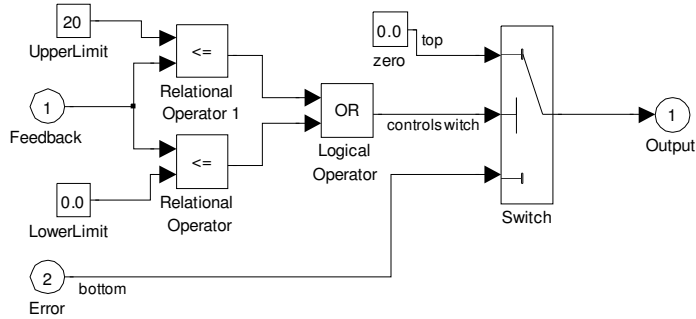 20
UpperLimit
<=
Relational
Operator 1
1
Feedback
<=
Relational
Operator
0.0
LowerLimit
OR
Logical
Operator
0.0
zero
top
controlswitch
Switch
1
Output
2
Error
bottom